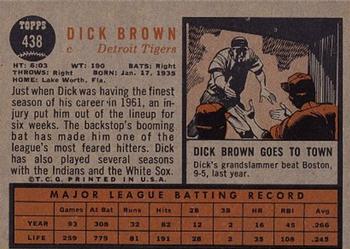 TOPPS
438
DICK BROWN
c Detroit Tigers
HT: 6:03 WT: 190 BATS: Right
THROWS: Right BORN: Jan. 17, 1935
HOME: Lake Worth, Fla.
Just when Dick was having the finest
season of his career in 1961, an in-
jury put him out of the lineup for
six weeks. The backstop's booming
bat has made him one of the
league's most feared hitters. Dick
has also played several seasons
with the Indians and the White Sox.
© T.C.G. PRINTED IN U.S.A.
DICK BROWN GOES TO TOWN
Dick's grandslammer beat Boston,
9-5, last year.
MAJOR LEAGUE BATTING RECORD
Games At Bat Runs Hits 2B 3B HR RBI Avg.
YEAR 93 308 32 82 12 2 16 45 .266
LIFE 259 779 81 191 28 3 35 108 .245